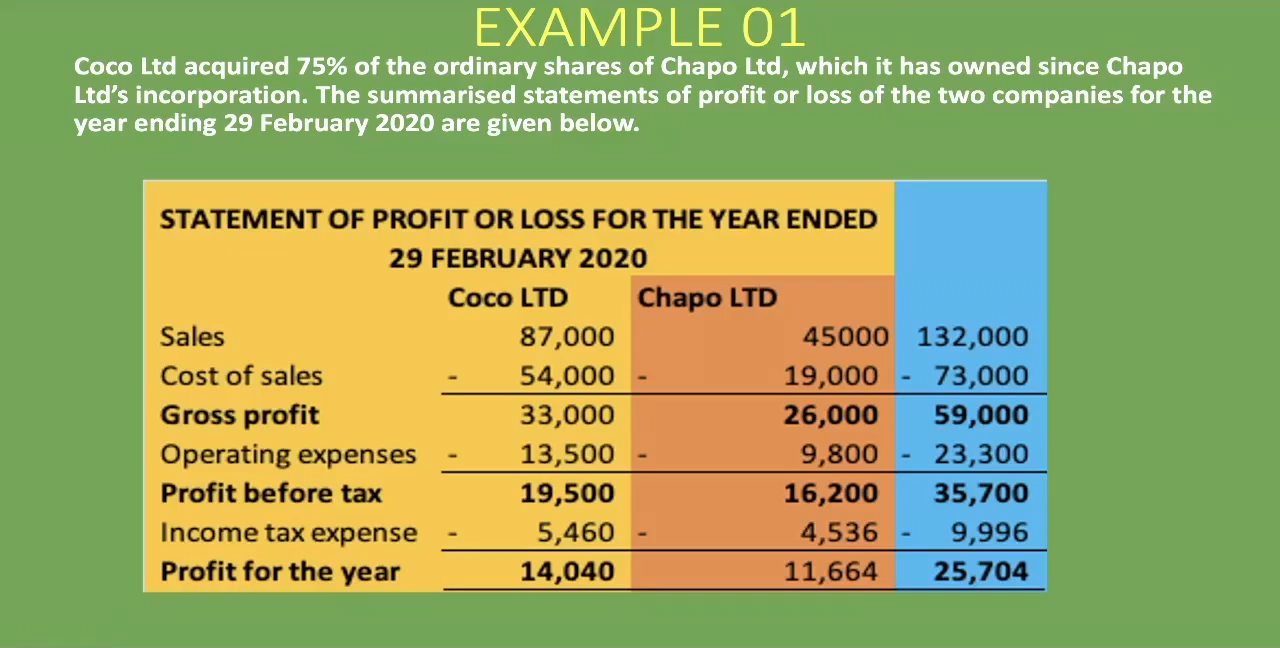 EXAMPLE 01
Coco Ltd acquired 75% of the ordinary shares of Chapo Ltd, which it has owned since Chapo
Ltd’s incorporation. The summarised statements of profit or loss of the two companies for the
year ending 29 February 2020 are given below.
STATEMENT OF PROFIT OR LOSS FOR THE YEAR ENDED
29 FEBRUARY 2020
Coco LTD Chapo LTD
Sales 87,000 45000 132,000
Cost of sales - 54,000 - 19,000 - 73,000
Gross profit 33,000 26,000 59,000
Operating expenses - 13,500 - 9,800 - 23,300
Profit before tax 19,500 16,200 35,700
Income tax expense - 5,460 - 4,536 - 9,996
Profit for the year 14,040 11,664 25,704